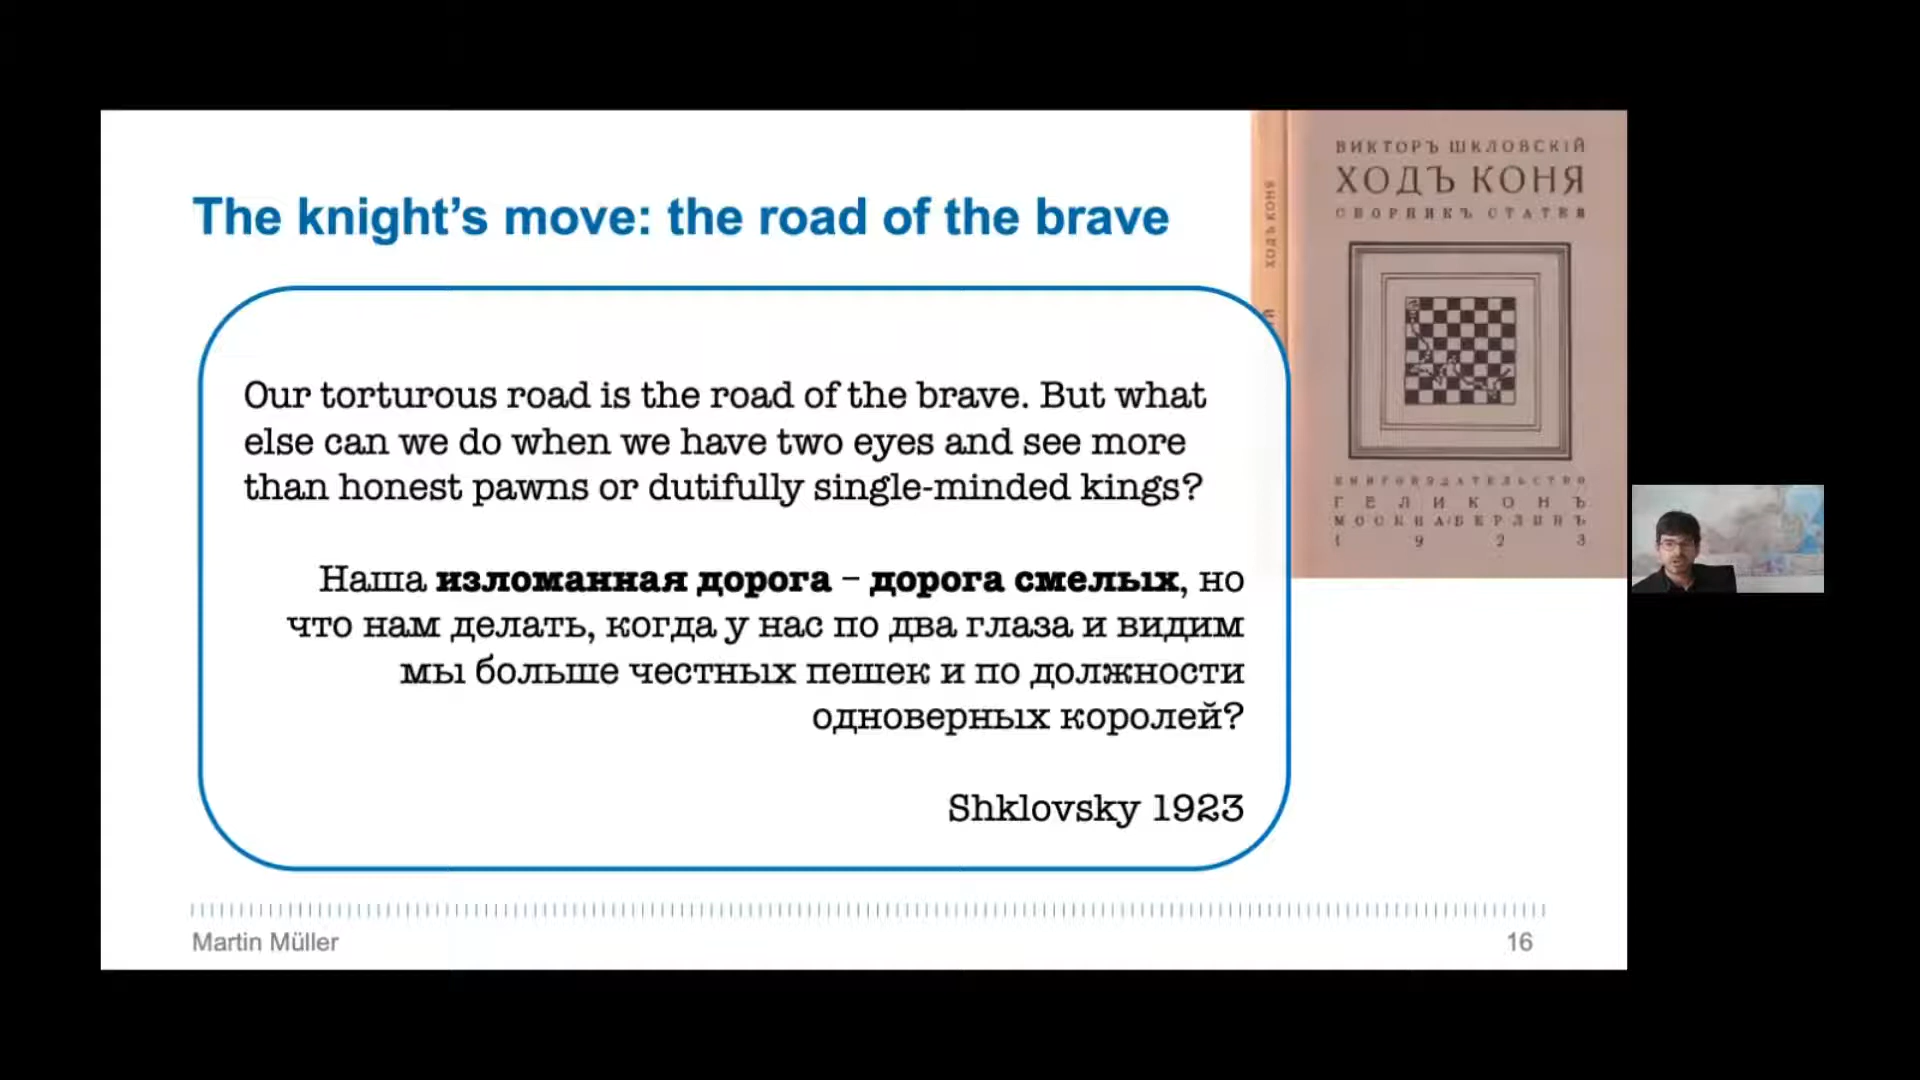 The knight’s move: the road of the brave
Our torturous road is the road of the brave. But what
else can we do when we have two eyes and see more
than honest pawns or dutifully single-minded kings?
Наша изломанная дорога – дорога смелых, но
что нам делать, когда у нас по два глаза и видим
мы больше честных пешек и по должности
одноверных королей?
Shklovsky 1923
ВИКТОРЪ ШКЛОВСКІЙ
ХОДЪ КОНЯ
СБОРНИКЪ СТАТЕЙ
КНИГОИЗДАТЕЛЬСТВО
ГЕЛИКОНЪ
МОСКВА/БЕРЛИНЪ
1923
ХОДЪ КОНЯ
Martin Müller
16